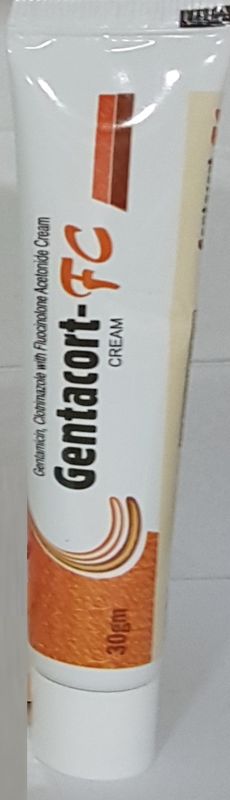 Gentamicin, Clotrimazole with Fluocinolone Acetonide Cream
Gentacort-FC
CREAM
30gm